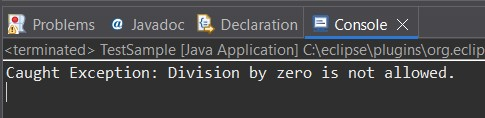 Problems @ Javadoc Declaration Console
<terminated> TestSample [Java Application] C:\eclipse\plugins\org.eclip
Caught Exception: Division by zero is not allowed.